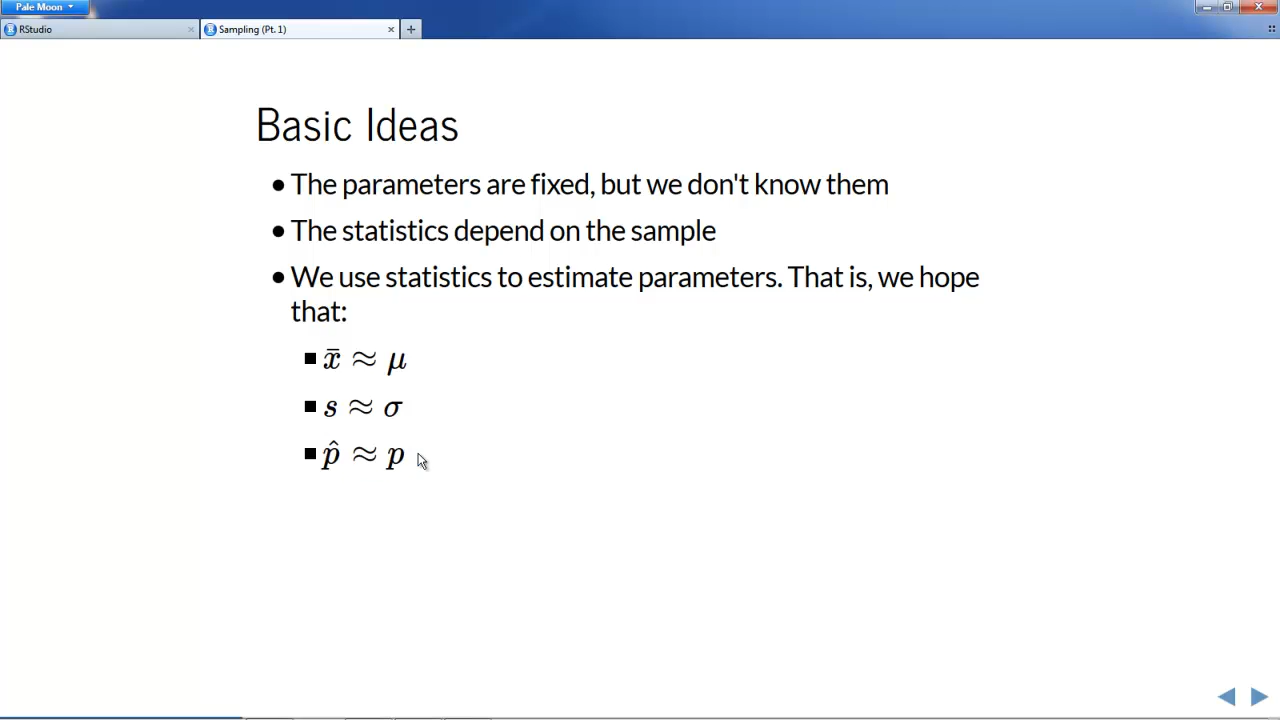 Pale Moon
RStudio
Sampling (Pt. 1)
Basic Ideas
• The parameters are fixed, but we don't know them
• The statistics depend on the sample
• We use statistics to estimate parameters. That is, we hope
that:
▪ x̄ ≈ μ
▪ s ≈ σ
▪ p̂ ≈ p